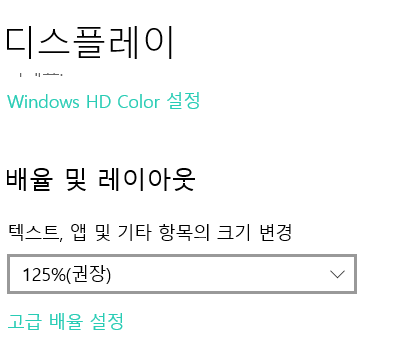 디스플레이
Windows HD Color 설정
배율 및 레이아웃
텍스트, 앱 및 기타 항목의 크기 변경
125%(권장)
고급 배율 설정